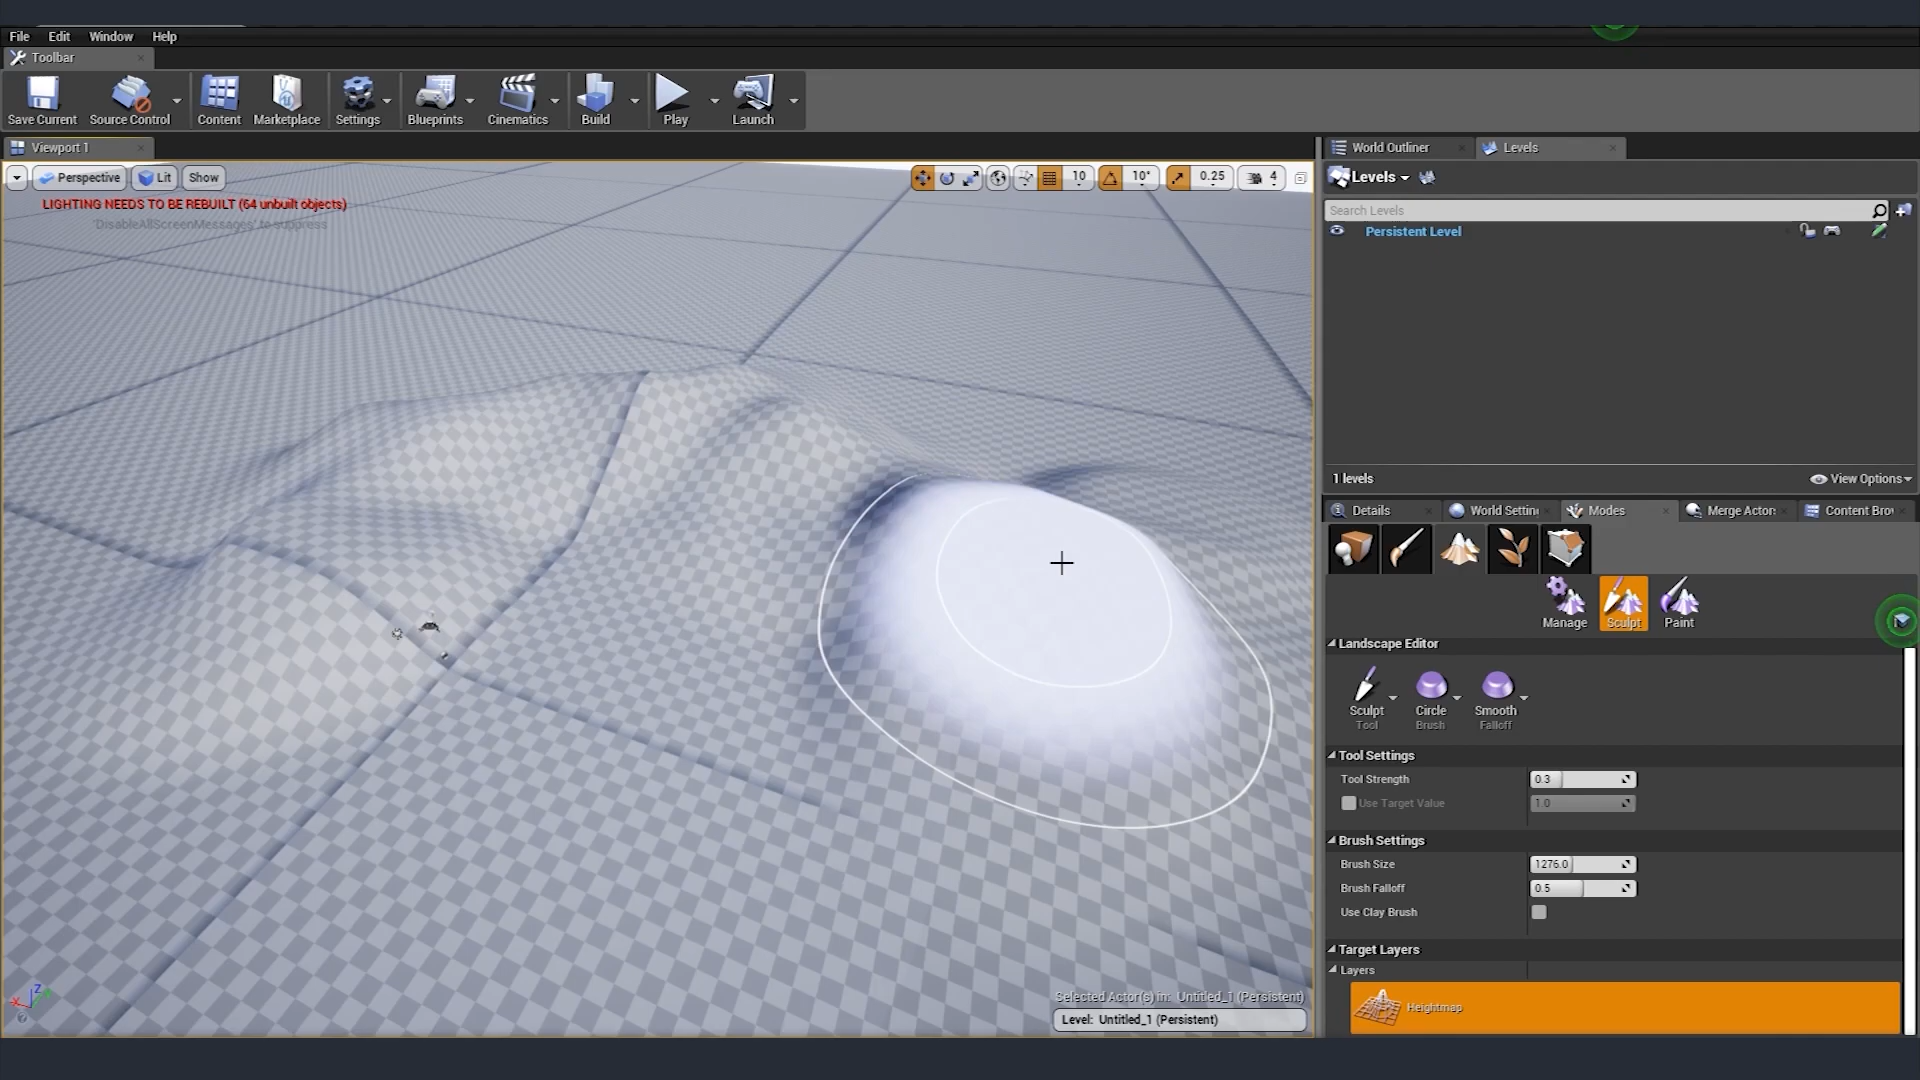 File Edit Window Help
Toolbar
Save Current Source Control Content Marketplace Settings Blueprints Cinematics Build Play Launch
Viewport 1
World Outliner Levels
Perspective Lit Show 10 10° 0.25 4
Levels
LIGHTING NEEDS TO BE REBUILT (64 unbuilt objects)
'DisableAllScreenMessages' to suppress
Search Levels
Persistent Level
1 levels
View Options
Details World Settin Modes Merge Actor Content Bro
Manage Sculpt Paint
Landscape Editor
Sculpt Circle Smooth
Tool Brush Falloff
Tool Settings
Tool Strength 0.3
Use Target Value 1.0
Brush Settings
Brush Size 1276.0
Brush Falloff 0.5
Use Clay Brush
Target Layers
Layers
Heightmap
Selected Actor(s) in: Untitled_1 (Persistent)
Level: Untitled_1 (Persistent)
X Z